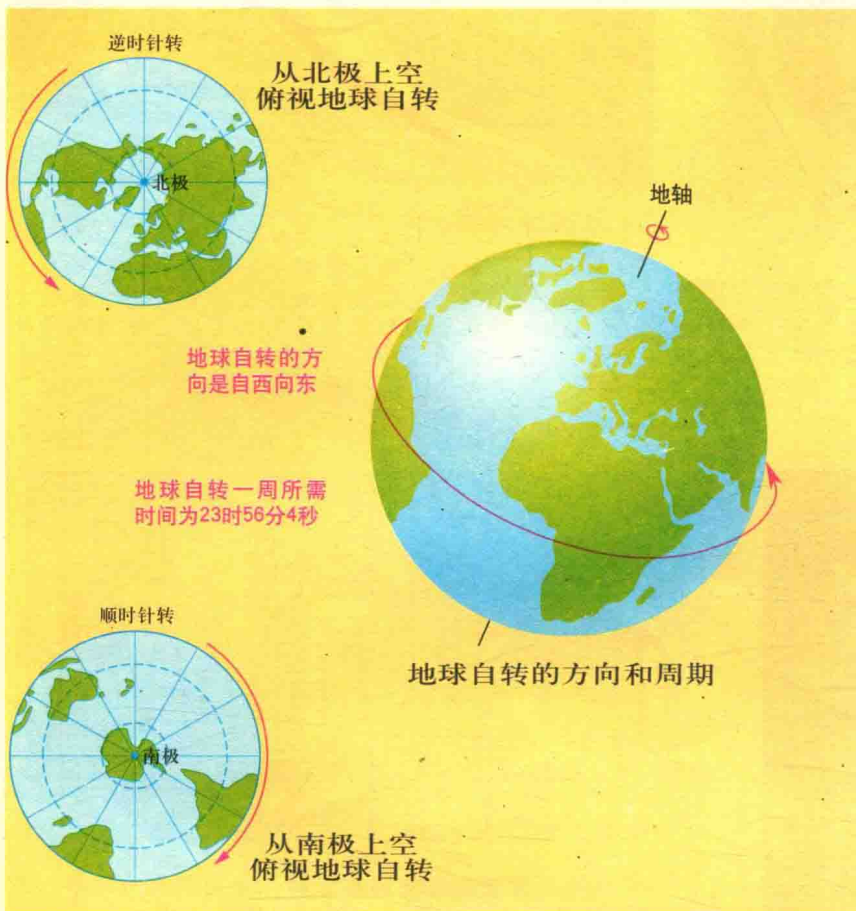 逆时针转
从北极上空
俯视地球自转
北极
地轴
地球自转的方
向是自西向东
地球自转一周所需
时间为23时56分4秒
地球自转的方向和周期
顺时针转
南极
从南极上空
俯视地球自转